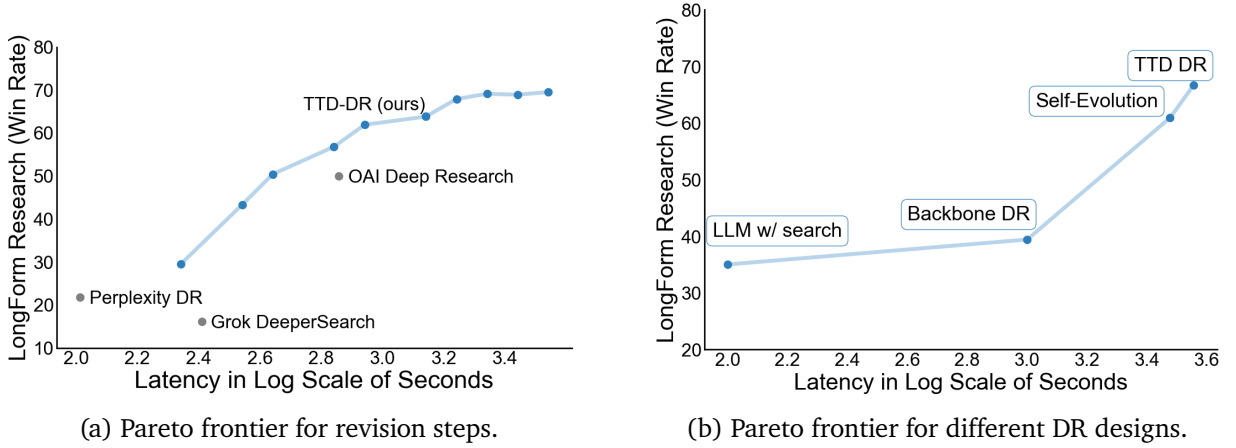 LongForm Research (Win Rate)
80
70
60
50
40
30
20
10
TTD-DR (ours)
OAI Deep Research
Perplexity DR
Grok DeeperSearch
2.0 2.2 2.4 2.6 2.8 3.0 3.2 3.4
Latency in Log Scale of Seconds
(a) Pareto frontier for revision steps.
LongForm Research (Win Rate)
80
70
60
50
40
30
20
TTD DR
Self-Evolution
Backbone DR
LLM w/ search
2.0 2.2 2.4 2.6 2.8 3.0 3.2 3.4 3.6
Latency in Log Scale of Seconds
(b) Pareto frontier for different DR designs.